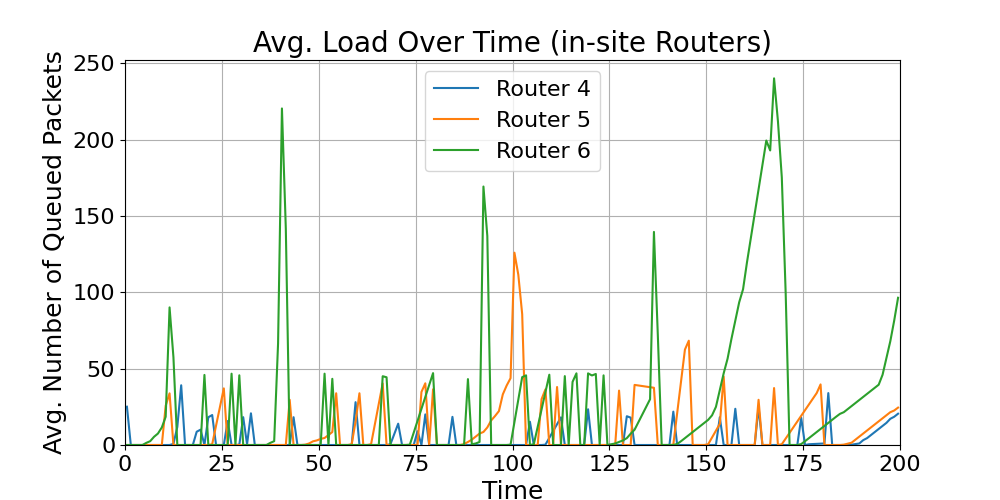 Avg. Load Over Time (in-site Routers)
Avg. Number of Queued Packets
250
200
150
100
50
0
Router 4
Router 5
Router 6
0 25 50 75 100 125 150 175 200
Time